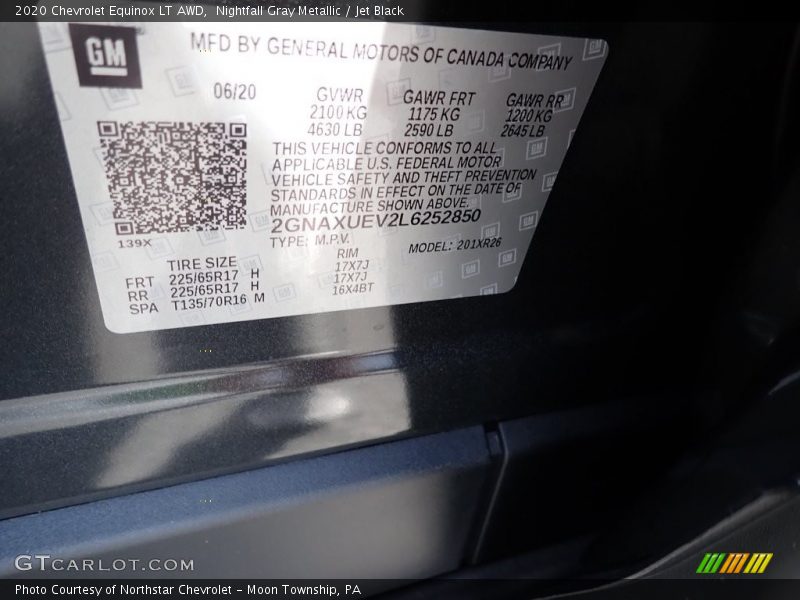 2020 Chevrolet Equinox LT AWD, Nightfall Gray Metallic / Jet Black
GM
MFD BY GENERAL MOTORS OF CANADA COMPANY
06/20
GVWR GAWR FRT GAWR RR
2100 KG 1175 KG 1200 KG
4630 LB 2590 LB 2645 LB
THIS VEHICLE CONFORMS TO ALL
APPLICABLE U.S. FEDERAL MOTOR
VEHICLE SAFETY AND THEFT PREVENTION
STANDARDS IN EFFECT ON THE DATE OF
MANUFACTURE SHOWN ABOVE.
2GNAXUEV2L6252850
139X
TYPE: M.P.V. MODEL: 201XR26
TIRE SIZE RIM
FRT 225/65R17 H 17X7J
RR 225/65R17 H 17X7J
SPA T135/70R16 M 16X4BT
GTCARLOT.COM
Photo Courtesy of Northstar Chevrolet - Moon Township, PA